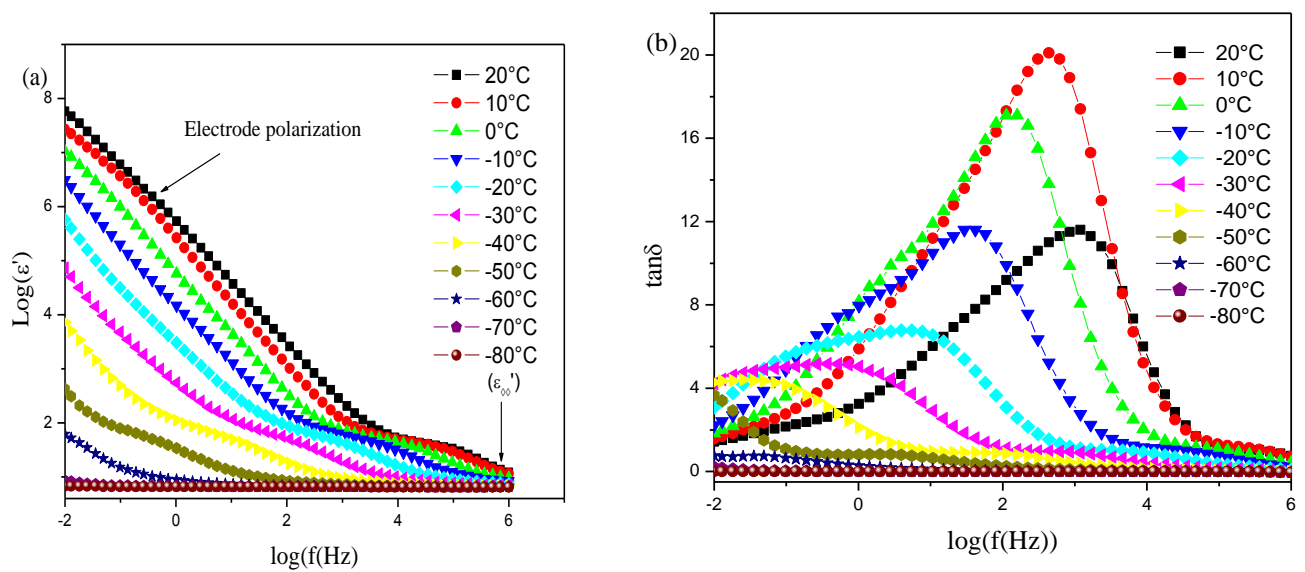 (a)
Electrode polarization
20°C
10°C
0°C
-10°C
-20°C
-30°C
-40°C
-50°C
-60°C
-70°C
-80°C
(ε◊◊')
Log(ε')
8
6
4
2
-2 0 2 4 6
log(f(Hz)
(b)
20°C
10°C
0°C
-10°C
-20°C
-30°C
-40°C
-50°C
-60°C
-70°C
-80°C
tanδ
20
16
12
8
4
0
-2 0 2 4 6
log(f(Hz))